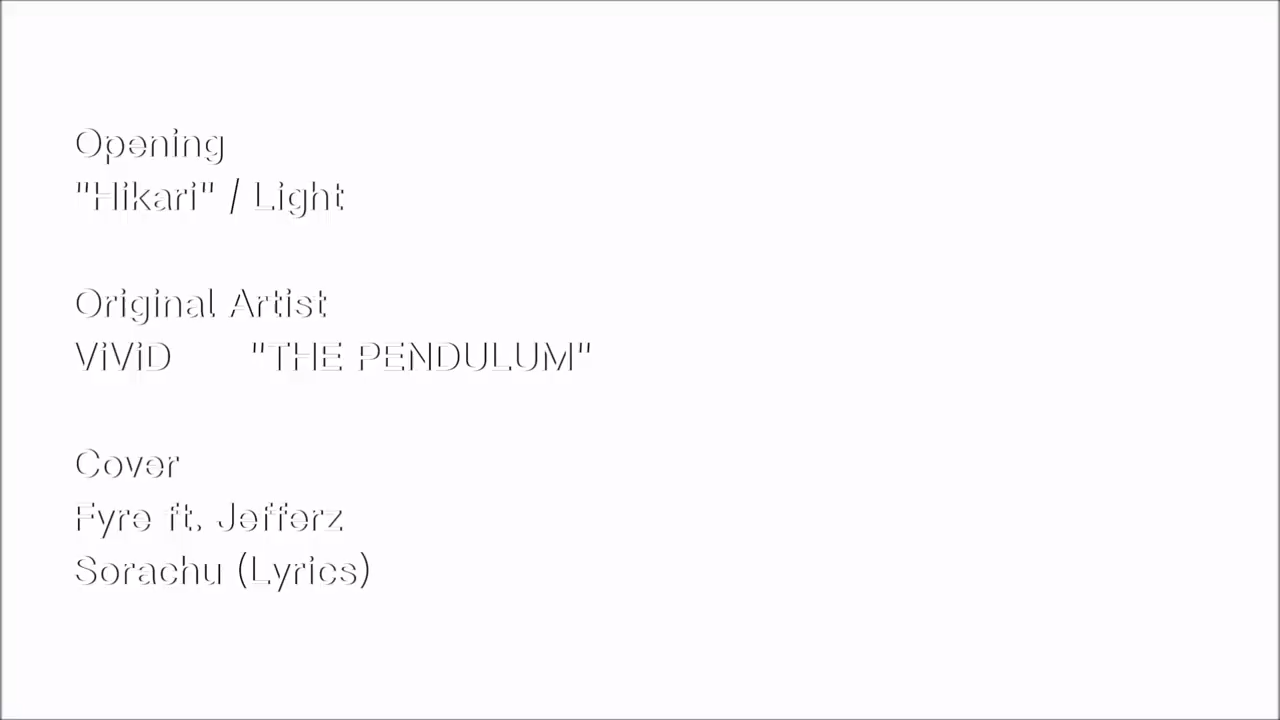 Opening
"Hikari" / Light
Original Artist
ViViD "THE PENDULUM"
Cover
Fyre ft. Jefferz
Sorachu (Lyrics)